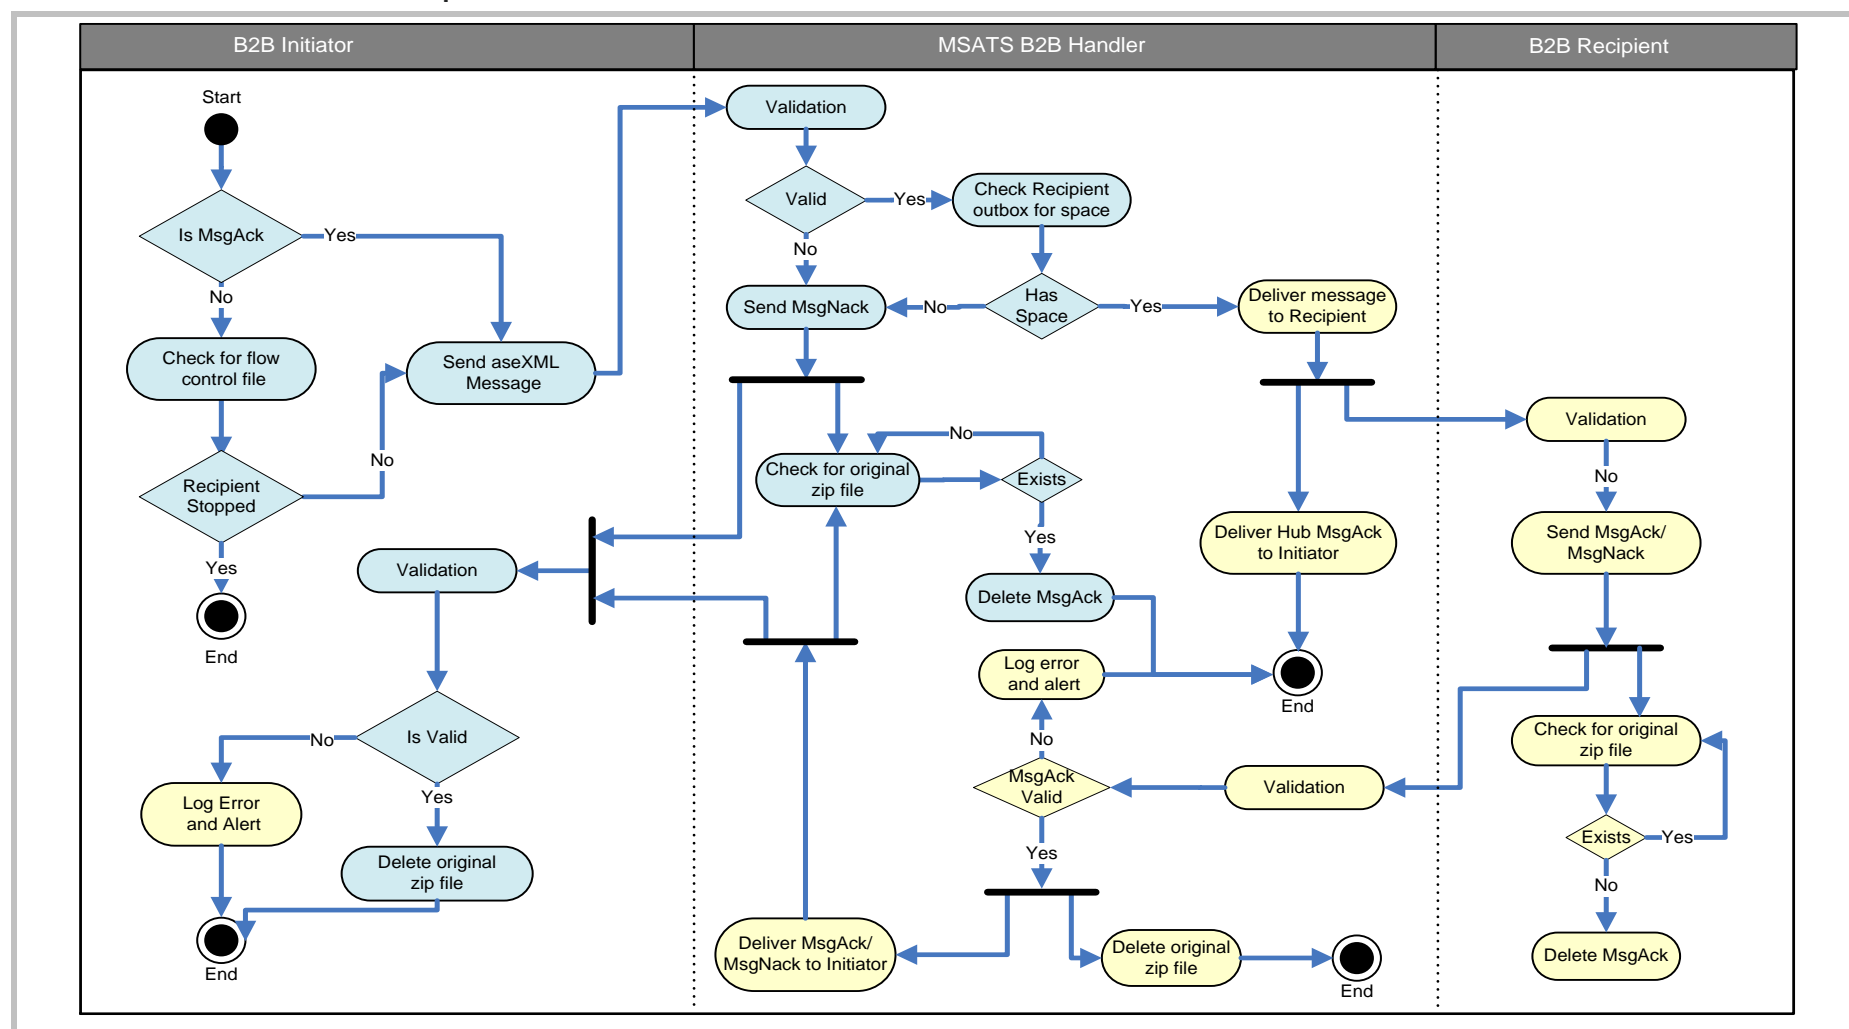 B2B Initiator
MSATS B2B Handler
B2B Recipient
Start
Is MsgAck
Yes
No
Check for flow
control file
Send aseXML
Message
No
Recipient
Stopped
Yes
End
Validation
Is Valid
No
Yes
Log Error
and Alert
Delete original
zip file
End
Validation
Valid
Yes
Check Recipient
outbox for space
No
Send MsgNack
No
Has
Space
Yes
Deliver message
to Recipient
No
Check for original
zip file
Exists
Yes
Delete MsgAck
Deliver Hub MsgAck
to Initiator
Log error
and alert
End
No
MsgAck
Valid
Validation
Yes
Deliver MsgAck/
MsgNack to Initiator
Delete original
zip file
End
Validation
No
Send MsgAck/
MsgNack
Check for original
zip file
Exists
Yes
No
Delete MsgAck